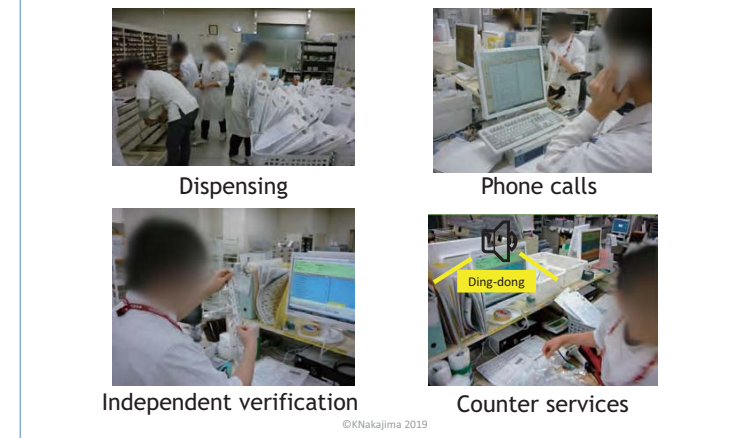 Dispensing
Phone calls
Ding-dong
Independent verification
Counter services
©KNakajima 2019